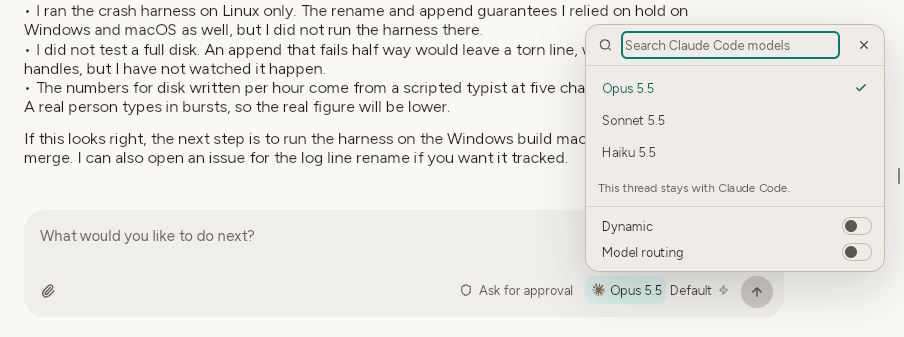 • I ran the crash harness on Linux only. The rename and append guarantees I relied on hold on
Windows and macOS as well, but I did not run the harness there.
• I did not test a full disk. An append that fails half way would leave a torn line,
handles, but I have not watched it happen.
• The numbers for disk written per hour come from a scripted typist at five
A real person types in bursts, so the real figure will be lower.
If this looks right, the next step is to run the harness on the Windows build
merge. I can also open an issue for the log line rename if you want it tracked.
Search Claude Code models
Opus 5.5
Sonnet 5.5
Haiku 5.5
This thread stays with Claude Code.
Dynamic
Model routing
What would you like to do next?
Ask for approval
Opus 5.5 Default